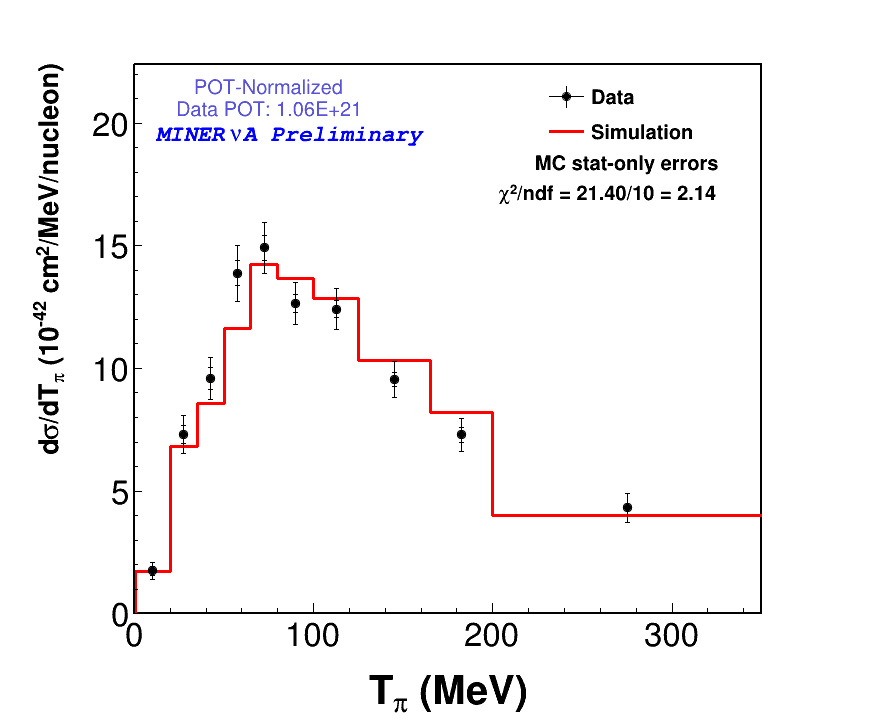 POT-Normalized
Data POT: 1.06E+21
MINERνA Preliminary
Data
Simulation
MC stat-only errors
χ²/ndf = 21.40/10 = 2.14
dσ/dTπ (10⁻⁴² cm²/MeV/nucleon)
20
15
10
5
0
0 100 200 300
Tπ (MeV)